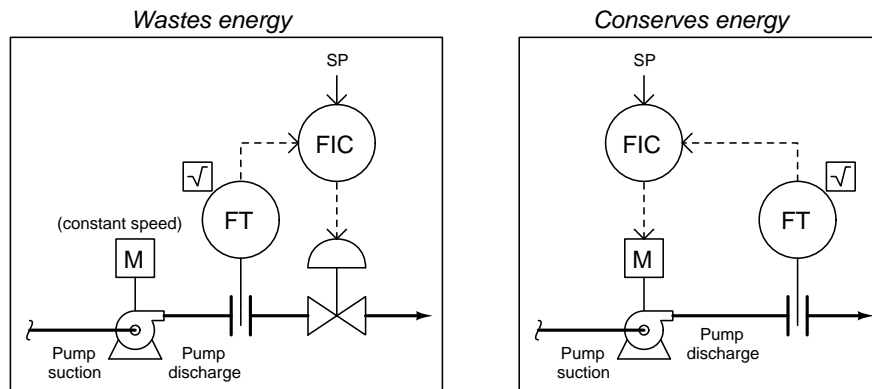 Wastes energy
SP
FIC
√
FT
(constant speed)
M
Pump
suction
Pump
discharge
Conserves energy
SP
FIC
√
FT
M
Pump
suction
Pump
discharge